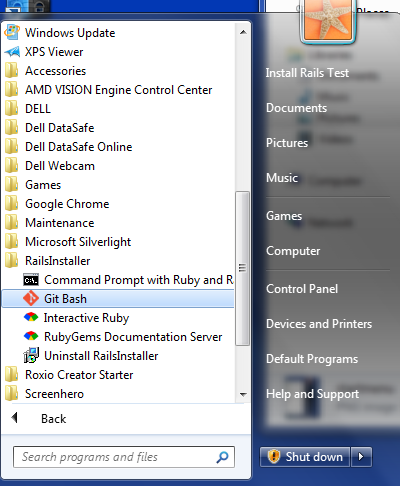 Windows Update
XPS Viewer
Accessories
AMD VISION Engine Control Center
DELL
Dell DataSafe
Dell DataSafe Online
Dell Webcam
Games
Google Chrome
Maintenance
Microsoft Silverlight
RailsInstaller
Command Prompt with Ruby and R
Git Bash
Interactive Ruby
RubyGems Documentation Server
Uninstall RailsInstaller
Roxio Creator Starter
Screenhero
Back
Search programs and files
Install Rails Test
Documents
Pictures
Music
Games
Computer
Control Panel
Devices and Printers
Default Programs
Help and Support
Shut down